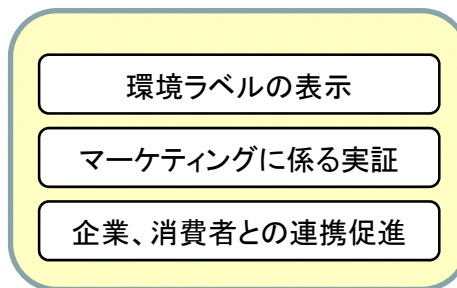 環境ラベルの表示
マーケティングに係る実証
企業、消費者との連携促進